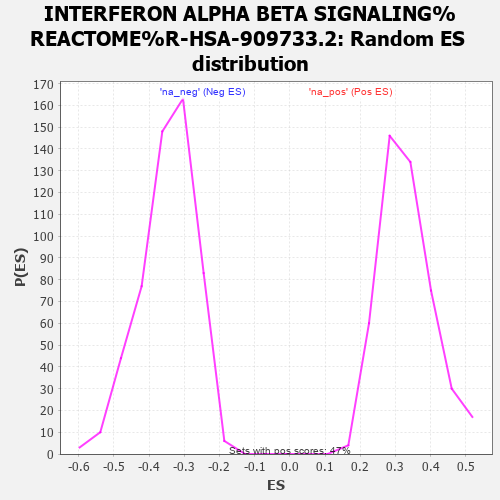 INTERFERON ALPHA BETA SIGNALING%
REACTOME%R-HSA-909733.2: Random ES
distribution
'na_neg' (Neg ES)
'na_pos' (Pos ES)
170
160
150
140
130
120
110
100
90
80
70
60
50
40
30
20
10
0
P(ES)
Sets with pos scores: 47%
-0.6 -0.5 -0.4 -0.3 -0.2 -0.1 0.0 0.1 0.2 0.3 0.4 0.5
ES